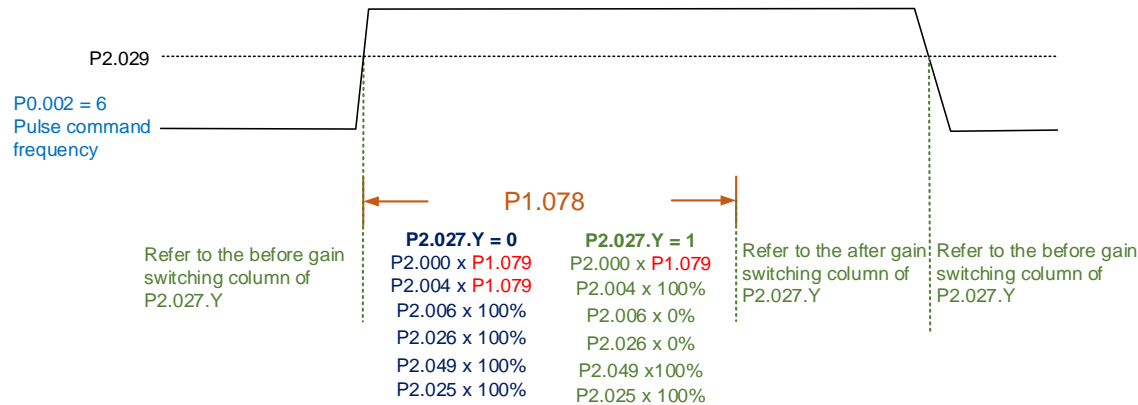 P2.029
P0.002 = 6
Pulse command
frequency
P1.078
Refer to the before gain
switching column of
P2.027.Y
P2.027.Y = 0
P2.000 x P1.079
P2.004 x P1.079
P2.006 x 100%
P2.026 x 100%
P2.049 x 100%
P2.025 x 100%
P2.027.Y = 1
P2.000 x P1.079
P2.004 x 100%
P2.006 x 0%
P2.026 x 0%
P2.049 x100%
P2.025 x 100%
Refer to the after gain
switching column of
P2.027.Y
Refer to the before gain
switching column of
P2.027.Y